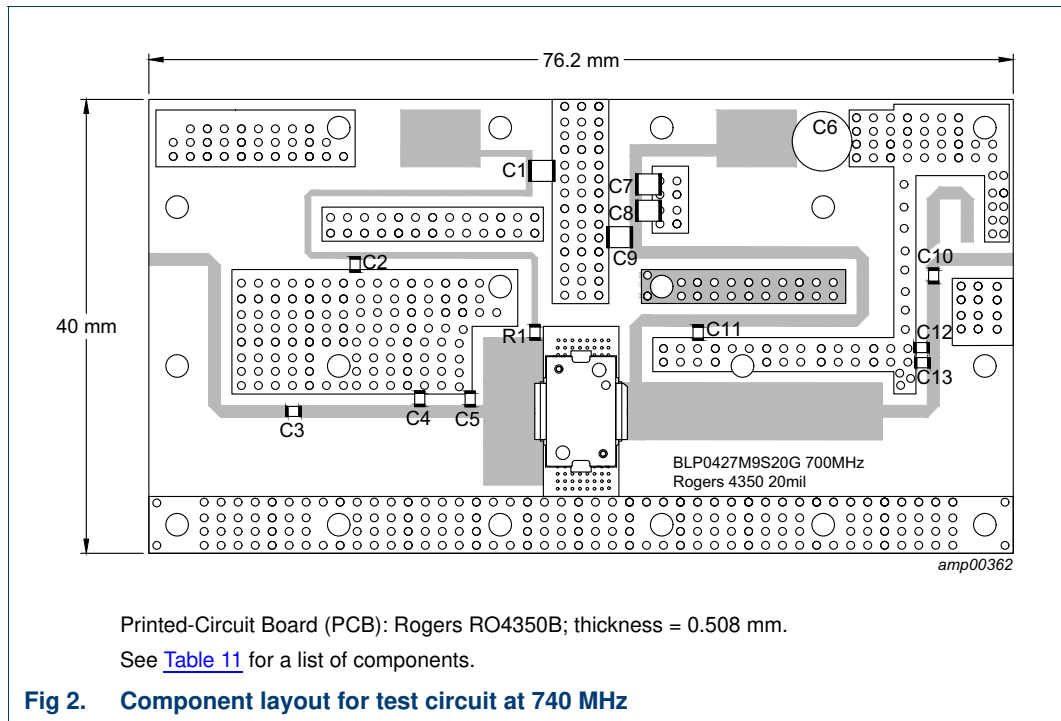 76.2 mm
C6
C1
C7
C8
C9
C2
C10
40 mm
R1
C11
C12
C13
C4
C5
C3
BLP0427M9S20G 700MHz
Rogers 4350 20mil
amp00362
Printed-Circuit Board (PCB): Rogers RO4350B; thickness = 0.508 mm.
See Table 11 for a list of components.
Fig 2. Component layout for test circuit at 740 MHz